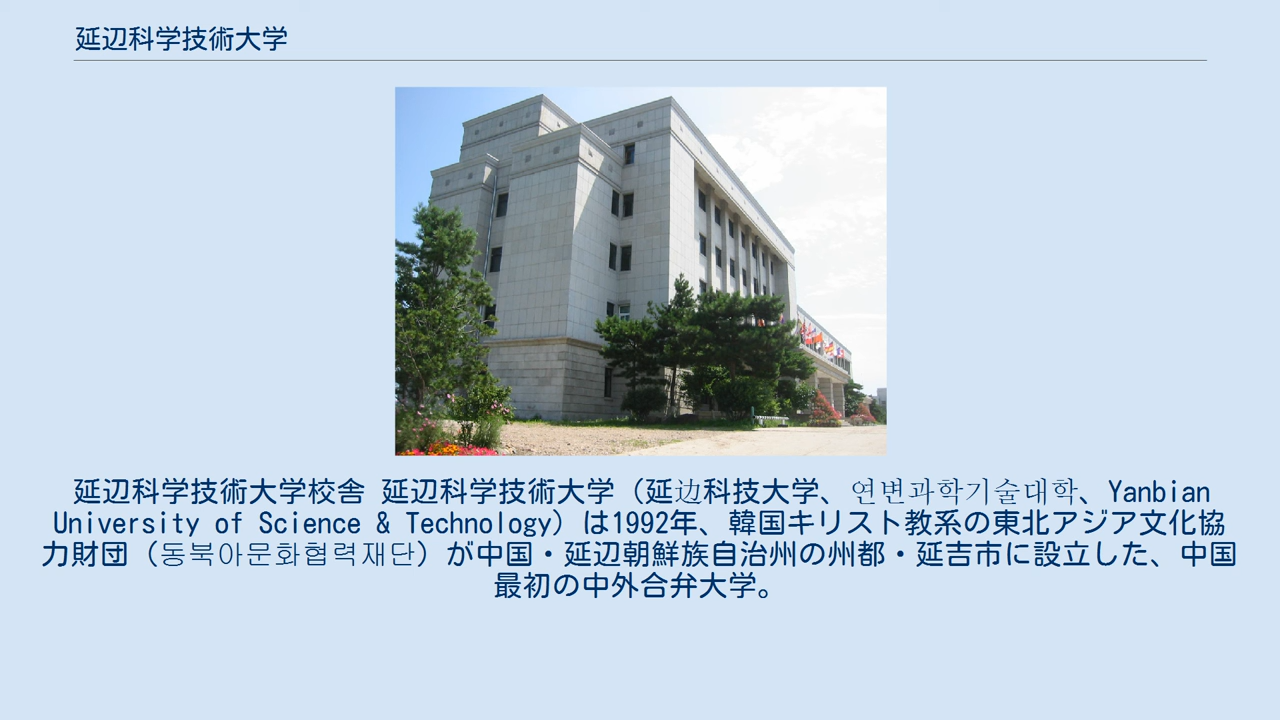 延辺科学技術大学
延辺科学技術大学校舎 延辺科学技術大学（延边科技大学、연변과학기술대학、Yanbian
University of Science & Technology）は1992年、韓国キリスト教系の東北アジア文化協
力財団（동북아문화협력재단）が中国・延辺朝鮮族自治州の州都・延吉市に設立した、中国
最初の中外合弁大学。